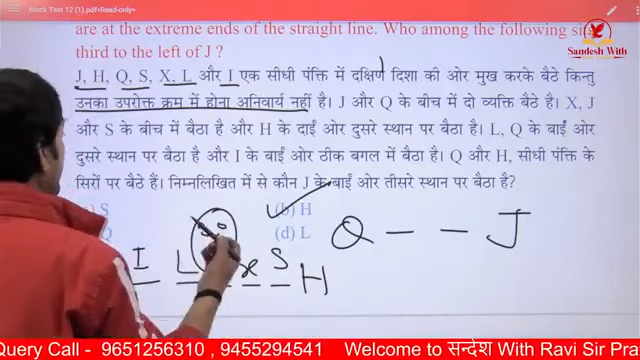 Mock Test 12 (1) <Read-only>
are at the extreme ends of the straight line. Who among the following si
third to the left of J ?
Sandesh With
J, H, Q, S, X, L और I एक सीधी पंक्ति में दक्षिण दिशा की ओर मुख करके बैठे किन्तु
उनका उपरोक्त क्रम में होना अनिवार्य नहीं है। J और Q के बीच में दो व्यक्ति बैठे है। X, J
और S के बीच में बैठा है और H के दाईं ओर दुसरे स्थान पर बैठा है। L, Q के बाईं ओर
दुसरे स्थान पर बैठा है और I के बाईं ओर ठीक बगल में बैठा है। Q और H, सीधी पंक्ति के
सिरों पर बैठे हैं। निम्नलिखित में से कौन J के बाईं ओर तीसरे स्थान पर बैठा है?
S (b) H
(d) L
Q – – J
I L x S H
Query Call - 9651256310, 9455294541 Welcome to सन्देश With Ravi Sir Pra